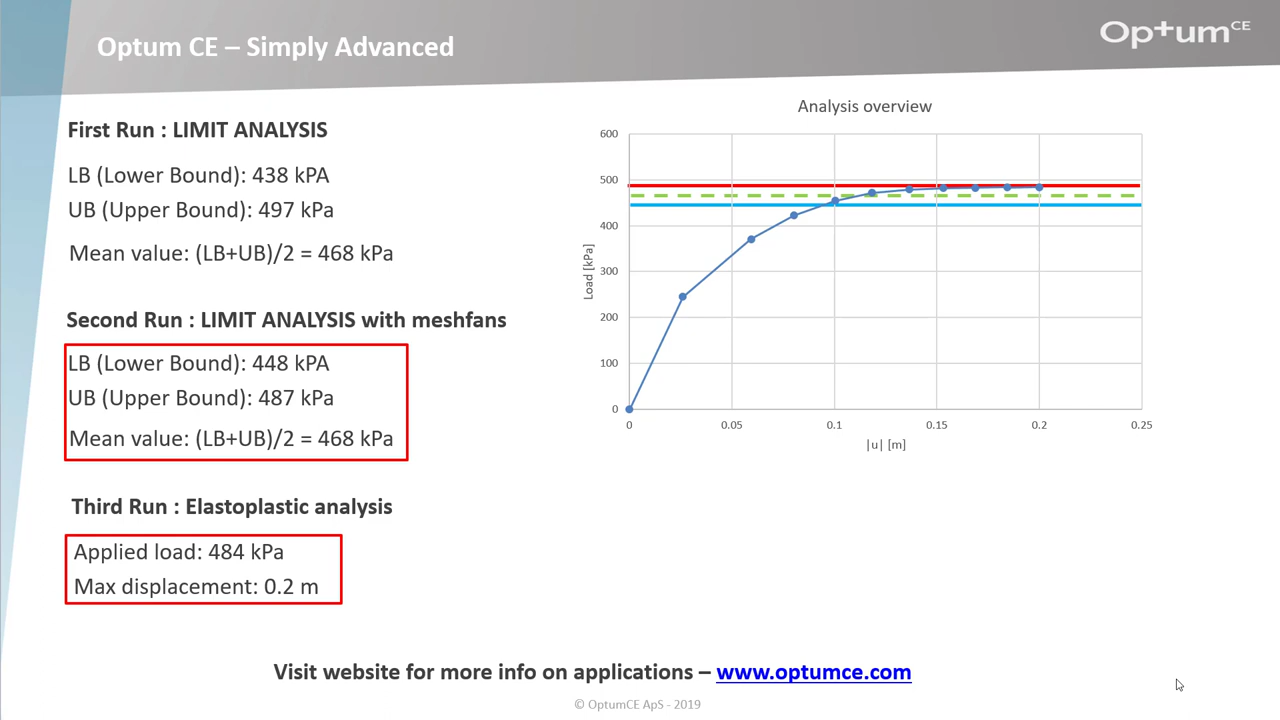 Optum CE – Simply Advanced
Optum CE
First Run : LIMIT ANALYSIS
LB (Lower Bound): 438 kPA
UB (Upper Bound): 497 kPa
Mean value: (LB+UB)/2 = 468 kPa
Second Run : LIMIT ANALYSIS with meshfans
LB (Lower Bound): 448 kPA
UB (Upper Bound): 487 kPa
Mean value: (LB+UB)/2 = 468 kPa
Third Run : Elastoplastic analysis
Applied load: 484 kPa
Max displacement: 0.2 m
Analysis overview
600
500
400
300
200
100
0
Load [kPa]
0 0.05 0.1 0.15 0.2 0.25
|u| [m]
Visit website for more info on applications – www.optumce.com
© OptumCE ApS - 2019